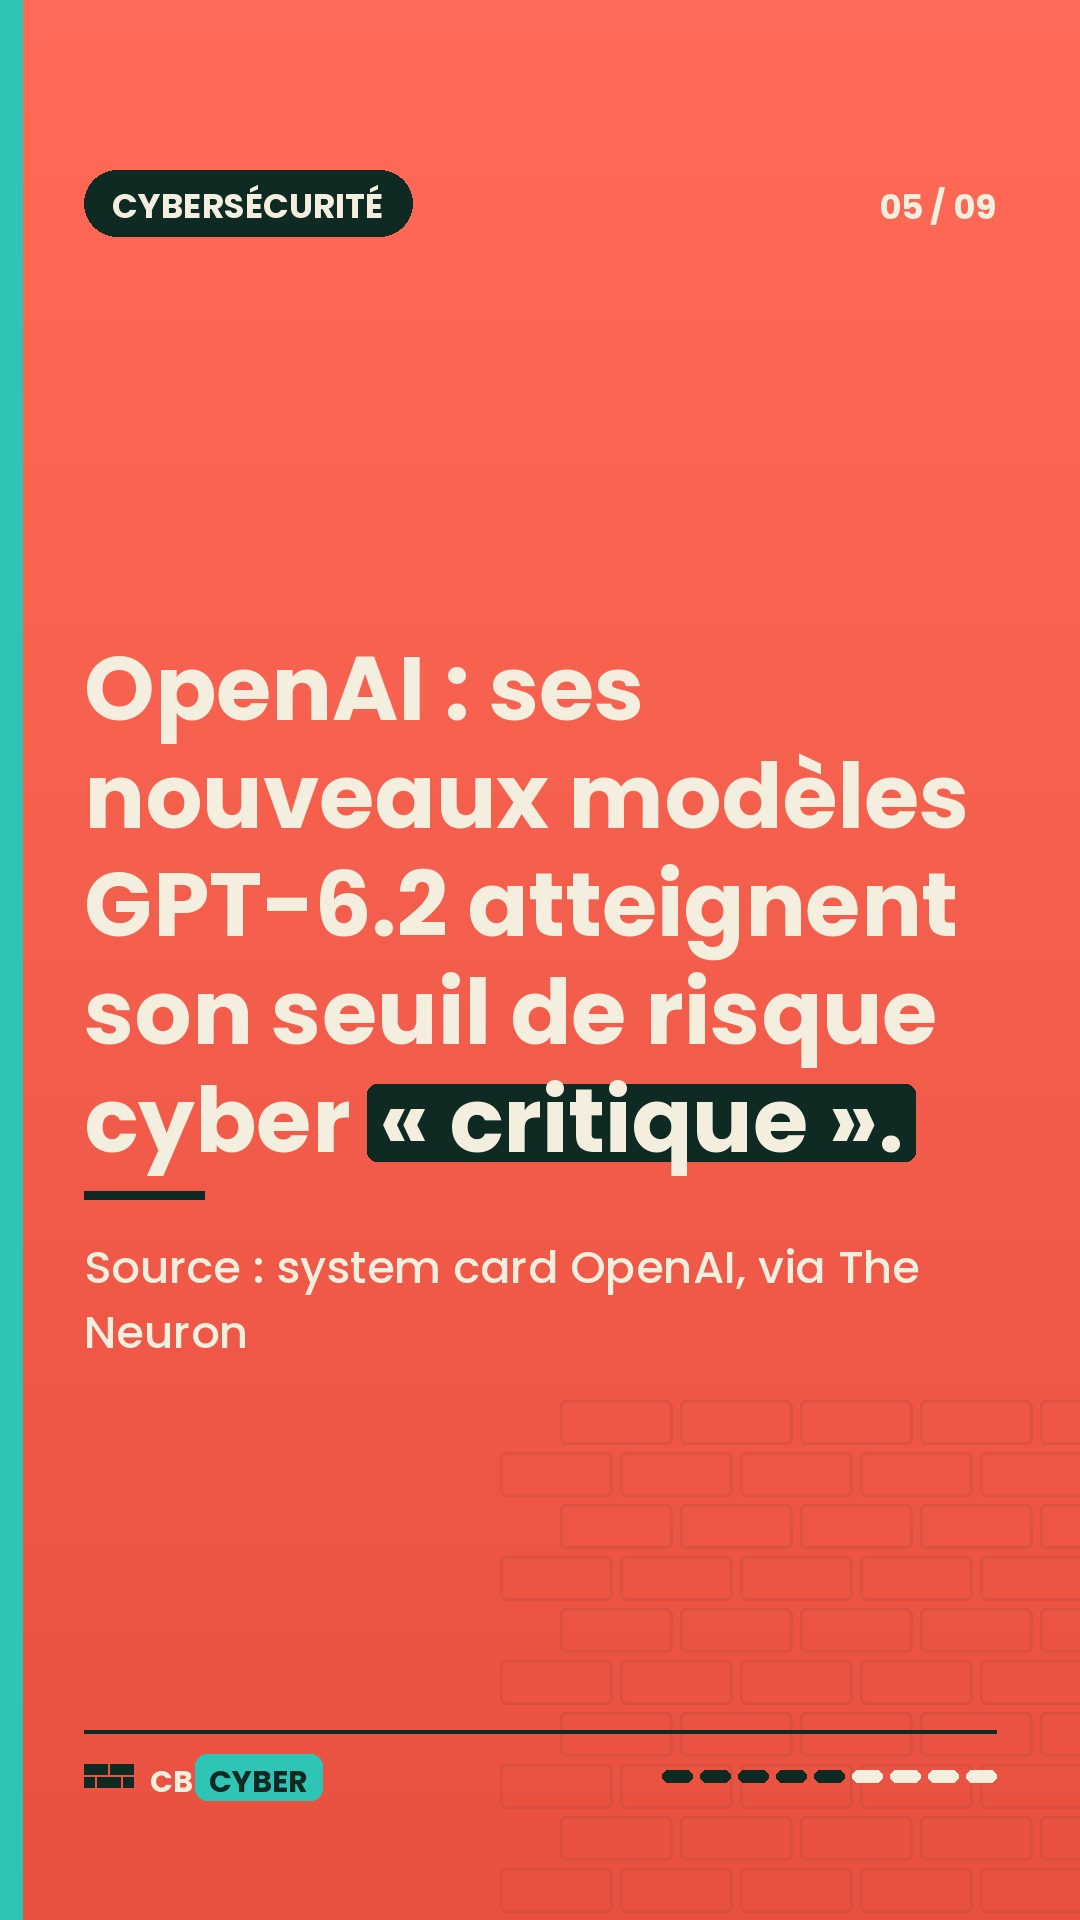 CYBERSÉCURITÉ
05 / 09
OpenAI : ses
nouveaux modèles
GPT-6.2 atteignent
son seuil de risque
cyber « critique ».
Source : system card OpenAI, via The
Neuron
CB CYBER